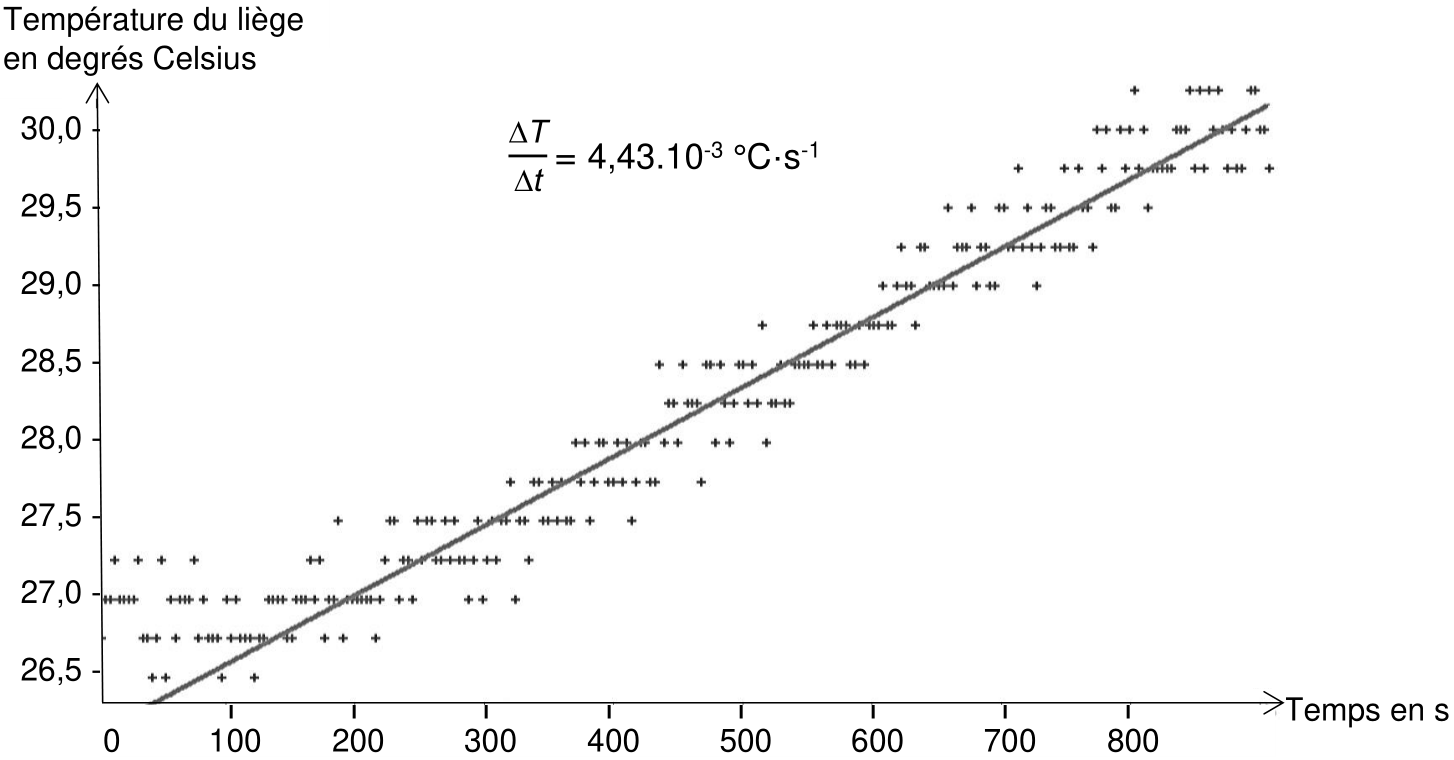 Température du liège
en degrés Celsius
ΔT
Δt
= 4,43.10⁻³ °C·s⁻¹
30,0
29,5
29,0
28,5
28,0
27,5
27,0
26,5
0 100 200 300 400 500 600 700 800
Temps en s